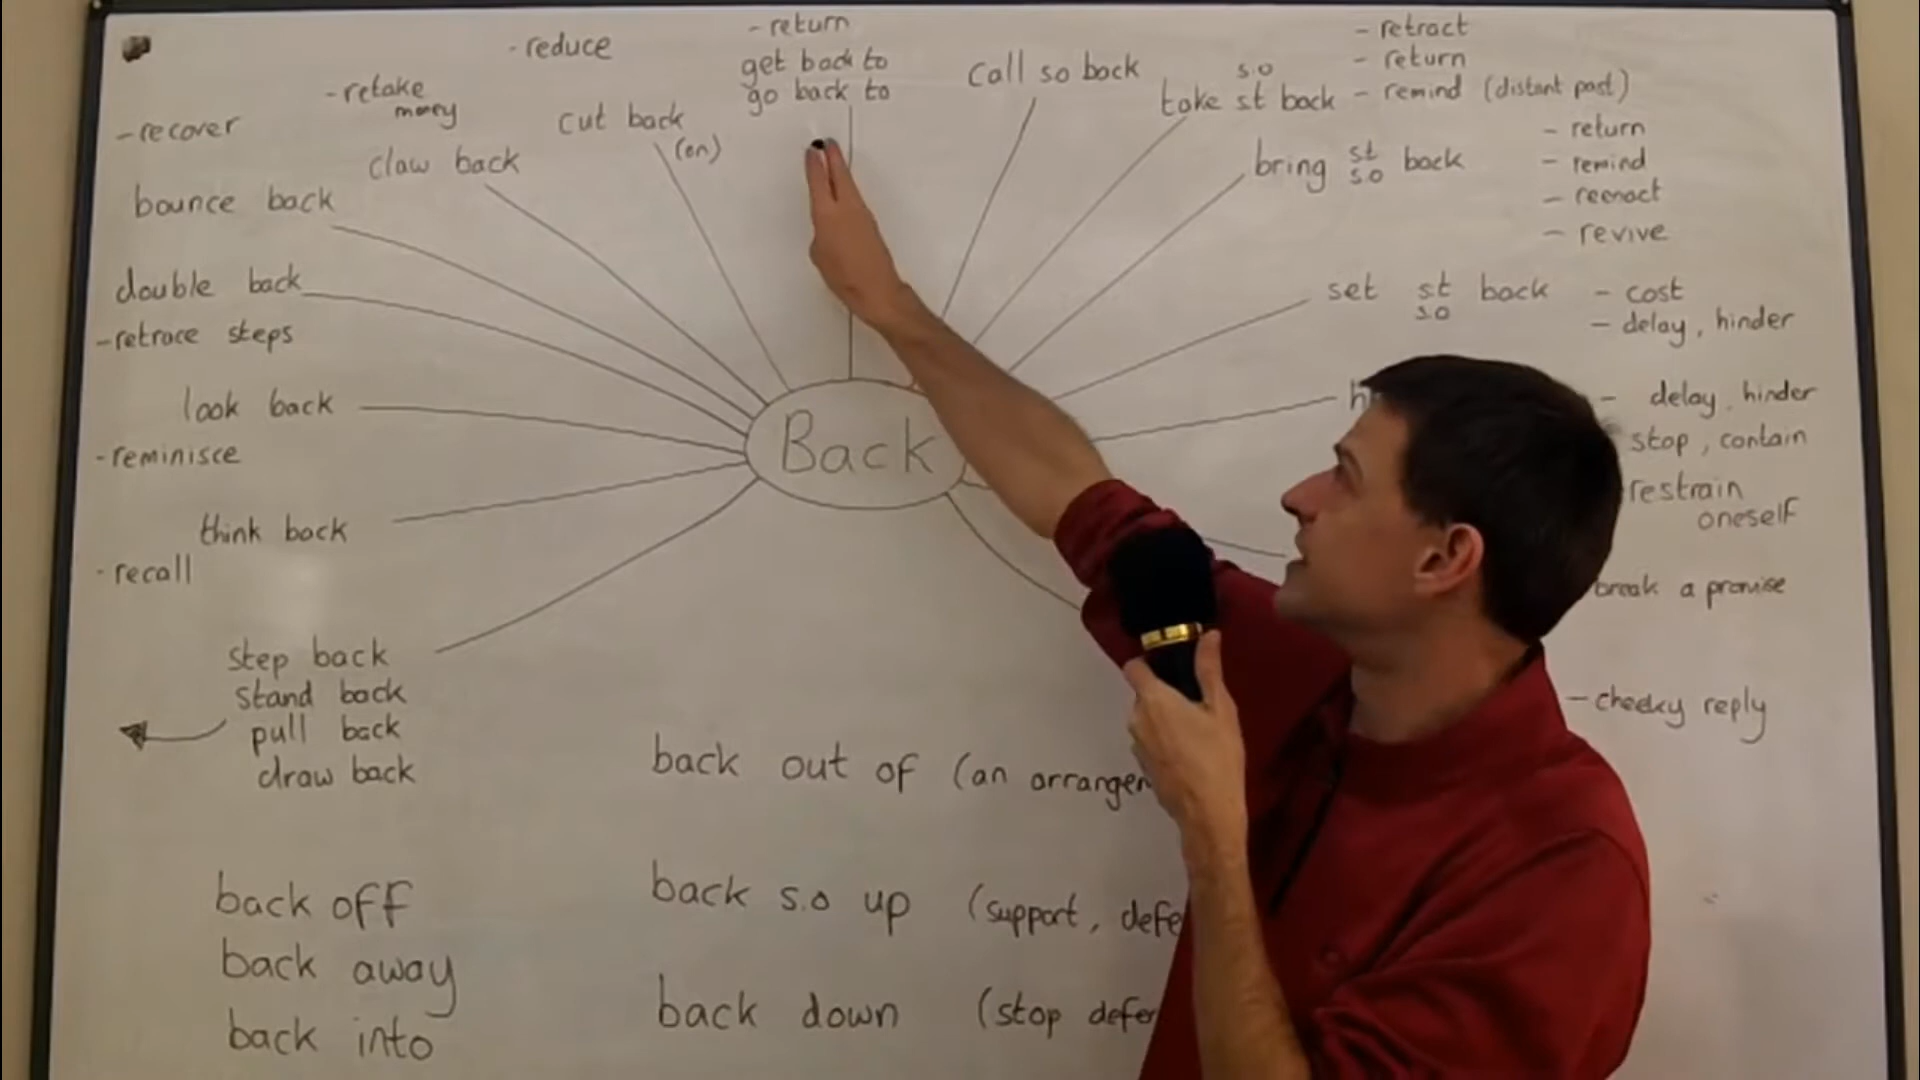 - return
- reduce
get back to
go back to
- retake
money
- recover
cut back
(on)
claw back
bounce back
double back
- retrace steps
look back
- reminisce
think back
- recall
step back
stand back
pull back
draw back
call so back
s.o
take st back
- retract
- return
- remind (distant past)
bring st back
s.o
- return
- remind
- reenact
- revive
set st back
s.o
- cost
- delay, hinder
- delay, hinder
stop, contain
restrain
oneself
break a promise
- cheeky reply
Back
back off
back away
back into
back out of (an arrangem
back s.o up (support, defe
back down (stop defen